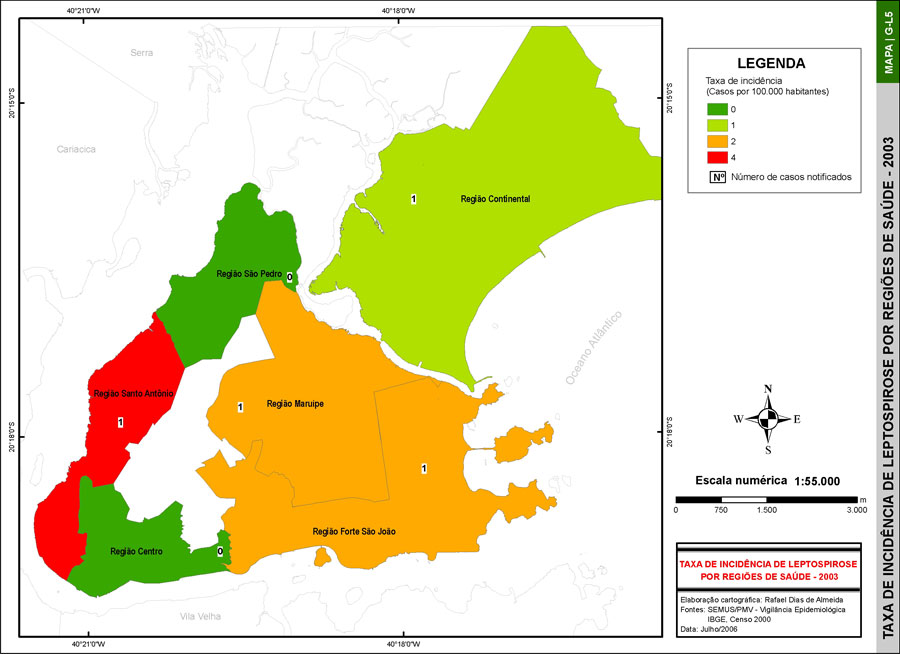 40°21'0"W
40°18'0"W
20°15'0"S
20°15'0"S
20°18'0"S
20°18'0"S
40°21'0"W
40°18'0"W
Serra
Cariacica
Vila Velha
Oceano Atlântico
Região Continental
1
Região São Pedro
0
Região Santo Antônio
1
Região Maruípe
1
1
Região Forte São João
Região Centro
0
LEGENDA
Taxa de incidência
(Casos por 100.000 habitantes)
0
1
2
4
Nº Número de casos notificados
N
W E
S
Escala numérica 1:55.000
m
0 750 1.500 3.000
TAXA DE INCIDÊNCIA DE LEPTOSPIROSE
POR REGIÕES DE SAÚDE - 2003
Elaboração cartográfica: Rafael Dias de Almeida
Fontes: SEMUS/PMV - Vigilância Epidemiológica
IBGE, Censo 2000
Data: Julho/2006
MAPA | G-L5
TAXA DE INCIDÊNCIA DE LEPTOSPIROSE POR REGIÕES DE SAÚDE - 2003